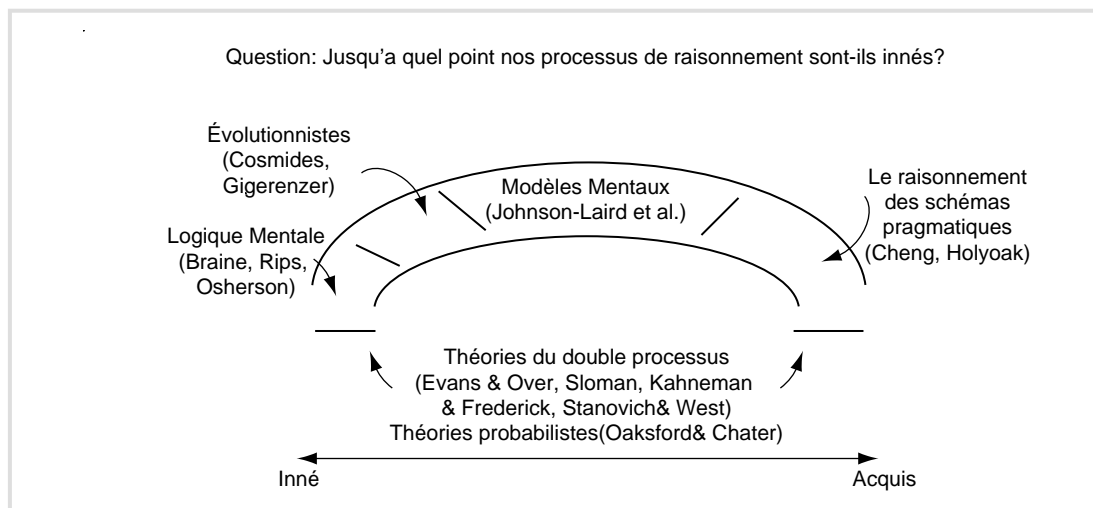 Question: Jusqu'a quel point nos processus de raisonnement sont-ils innés?
Évolutionnistes
(Cosmides,
Gigerenzer)
Modèles Mentaux
(Johnson-Laird et al.)
Le raisonnement
des schémas
pragmatiques
(Cheng, Holyoak)
Logique Mentale
(Braine, Rips,
Osherson)
Théories du double processus
(Evans & Over, Sloman, Kahneman
& Frederick, Stanovich& West)
Théories probabilistes(Oaksford& Chater)
Inné
Acquis